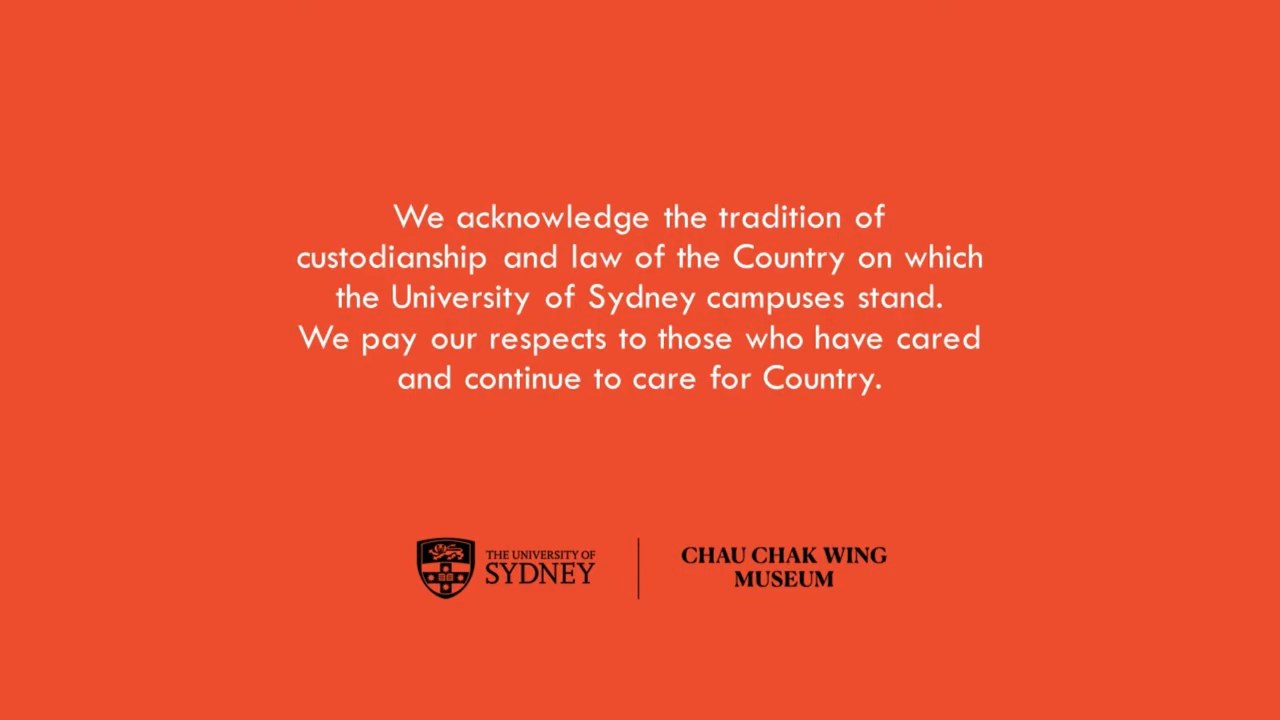 We acknowledge the tradition of
custodianship and law of the Country on which
the University of Sydney campuses stand.
We pay our respects to those who have cared
and continue to care for Country.
THE UNIVERSITY OF
SYDNEY
CHAU CHAK WING
MUSEUM